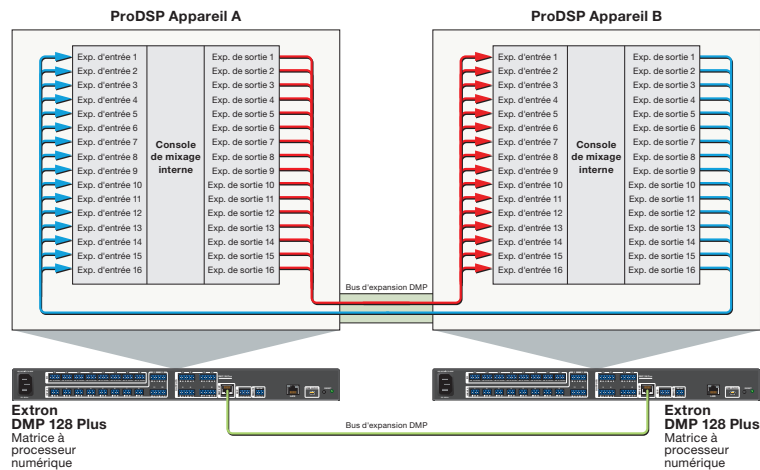 ProDSP Appareil A
Exp. d'entrée 1
Exp. d'entrée 2
Exp. d'entrée 3
Exp. d'entrée 4
Exp. d'entrée 5
Exp. d'entrée 6
Exp. d'entrée 7
Exp. d'entrée 8
Exp. d'entrée 9
Exp. d'entrée 10
Exp. d'entrée 11
Exp. d'entrée 12
Exp. d'entrée 13
Exp. d'entrée 14
Exp. d'entrée 15
Exp. d'entrée 16
Console
de mixage
interne
Exp. de sortie 1
Exp. de sortie 2
Exp. de sortie 3
Exp. de sortie 4
Exp. de sortie 5
Exp. de sortie 6
Exp. de sortie 7
Exp. de sortie 8
Exp. de sortie 9
Exp. de sortie 10
Exp. de sortie 11
Exp. de sortie 12
Exp. de sortie 13
Exp. de sortie 14
Exp. de sortie 15
Exp. de sortie 16
Bus d'expansion DMP
ProDSP Appareil B
Exp. d'entrée 1
Exp. d'entrée 2
Exp. d'entrée 3
Exp. d'entrée 4
Exp. d'entrée 5
Exp. d'entrée 6
Exp. d'entrée 7
Exp. d'entrée 8
Exp. d'entrée 9
Exp. d'entrée 10
Exp. d'entrée 11
Exp. d'entrée 12
Exp. d'entrée 13
Exp. d'entrée 14
Exp. d'entrée 15
Exp. d'entrée 16
Console
de mixage
interne
Exp. de sortie 1
Exp. de sortie 2
Exp. de sortie 3
Exp. de sortie 4
Exp. de sortie 5
Exp. de sortie 6
Exp. de sortie 7
Exp. de sortie 8
Exp. de sortie 9
Exp. de sortie 10
Exp. de sortie 11
Exp. de sortie 12
Exp. de sortie 13
Exp. de sortie 14
Exp. de sortie 15
Exp. de sortie 16
Extron
DMP 128 Plus
Matrice à
processeur
numérique
Bus d'expansion DMP
Extron
DMP 128 Plus
Matrice à
processeur
numérique